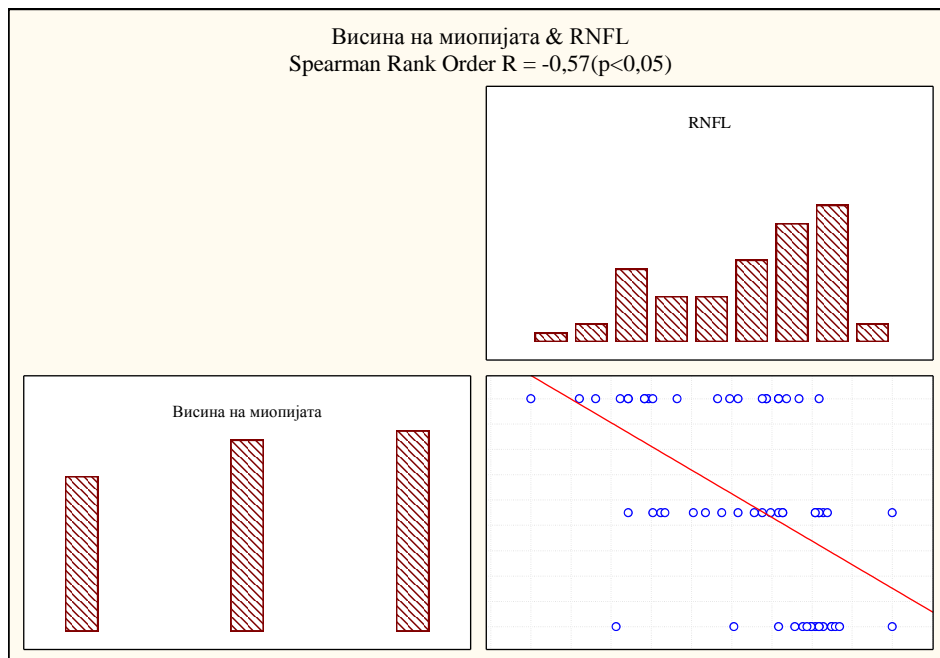 Висина на миопијата & RNFL
Spearman Rank Order R = -0,57(p<0,05)
RNFL
Висина на миопијата